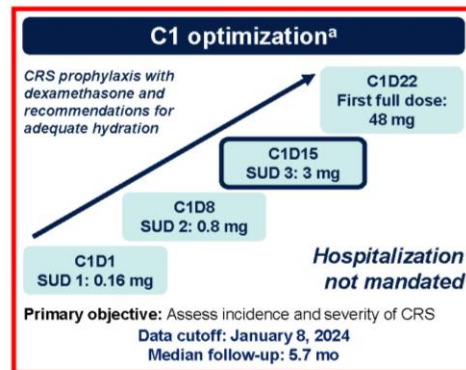 C1 optimizationᵃ
CRS prophylaxis with
dexamethasone and
recommendations for
adequate hydration
C1D22
First full dose:
48 mg
C1D15
SUD 3: 3 mg
C1D8
SUD 2: 0.8 mg
C1D1
SUD 1: 0.16 mg
Hospitalization
not mandated
Primary objective: Assess incidence and severity of CRS
Data cutoff: January 8, 2024
Median follow-up: 5.7 mo